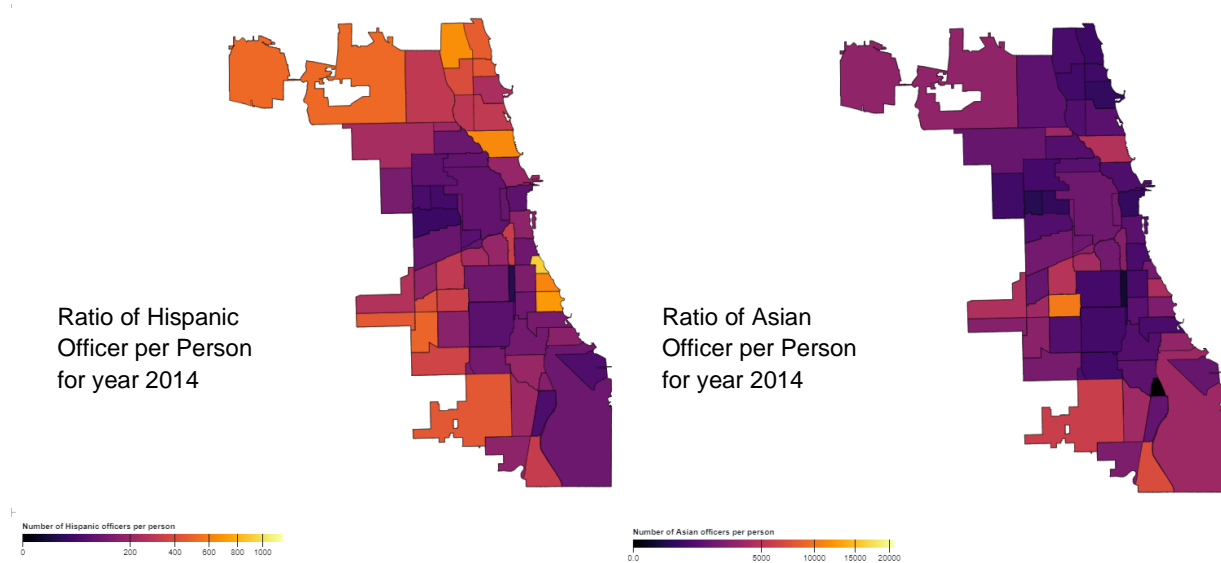 Ratio of Hispanic
Officer per Person
for year 2014
Ratio of Asian
Officer per Person
for year 2014
Number of Hispanic officers per person
0 200 400 600 800 1000
Number of Asian officers per person
0.0 5000 10000 15000 20000